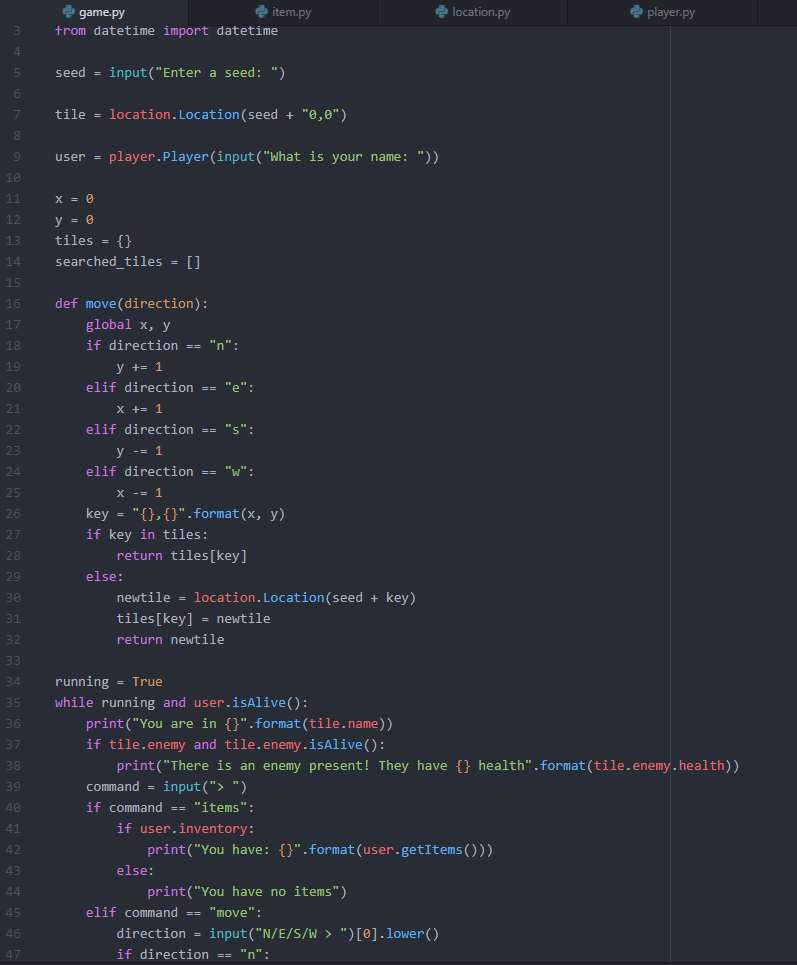 game.py item.py location.py player.py
3 from datetime import datetime
4
5 seed = input("Enter a seed: ")
6
7 tile = location.Location(seed + "0,0")
8
9 user = player.Player(input("What is your name: "))
10
11 x = 0
12 y = 0
13 tiles = {}
14 searched_tiles = []
15
16 def move(direction):
17     global x, y
18     if direction == "n":
19         y += 1
20     elif direction == "e":
21         x += 1
22     elif direction == "s":
23         y -= 1
24     elif direction == "w":
25         x -= 1
26     key = "{},{}".format(x, y)
27     if key in tiles:
28         return tiles[key]
29     else:
30         newtile = location.Location(seed + key)
31         tiles[key] = newtile
32         return newtile
33
34 running = True
35 while running and user.isAlive():
36     print("You are in {}".format(tile.name))
37     if tile.enemy and tile.enemy.isAlive():
38         print("There is an enemy present! They have {} health".format(tile.enemy.health))
39     command = input("> ")
40     if command == "items":
41         if user.inventory:
42             print("You have: {}".format(user.getItems()))
43         else:
44             print("You have no items")
45     elif command == "move":
46         direction = input("N/E/S/W > ")[0].lower()
47         if direction == "n":